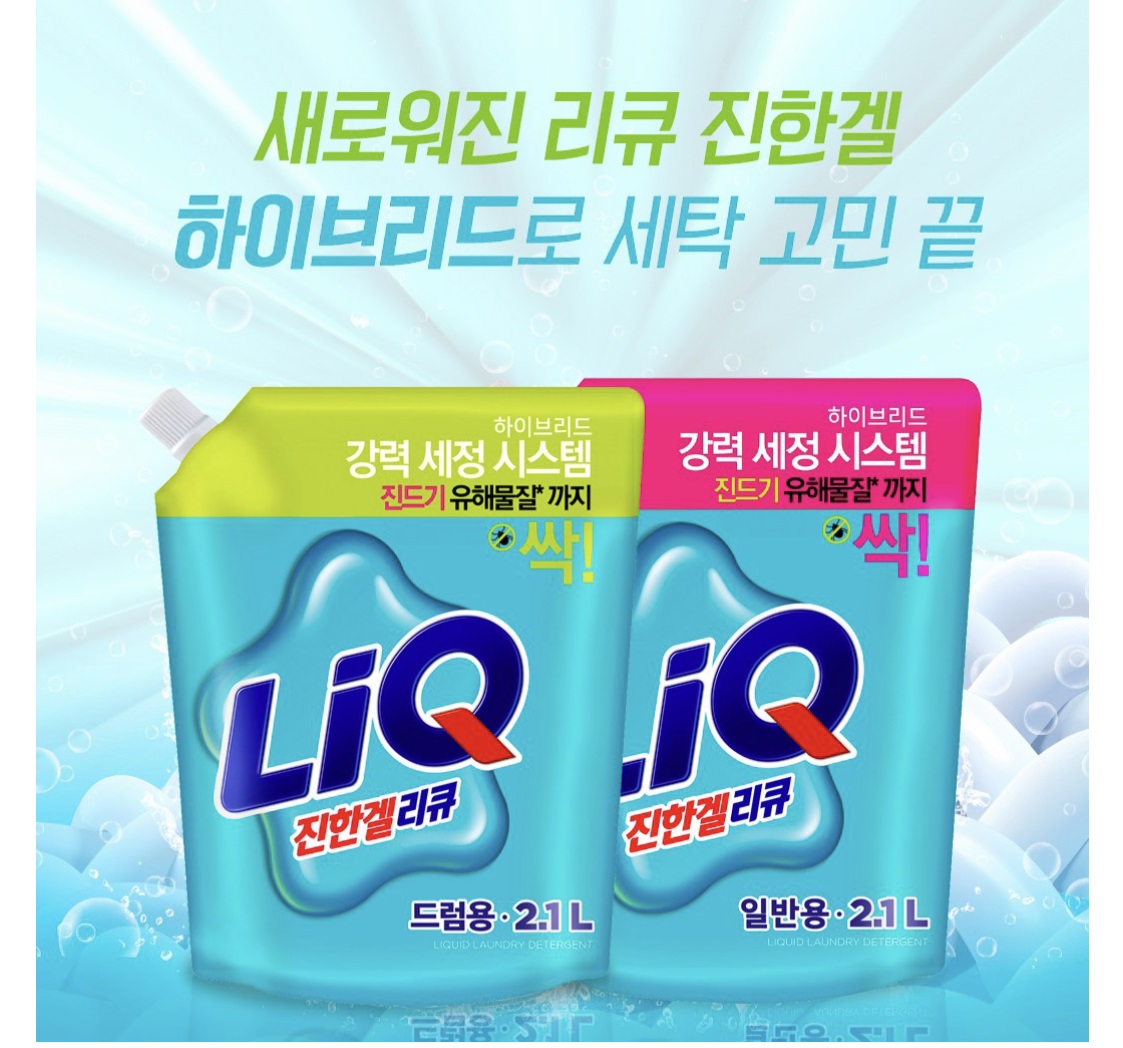 새로워진 리큐 진한겔
하이브리드로 세탁 고민 끝
하이브리드
강력 세정 시스템
진드기 유해물질* 까지
싹!
LiQ
진한겔 리큐
드럼용·2.1 L
LIQUID LAUNDRY DETERGENT
하이브리드
강력 세정 시스템
진드기 유해물질* 까지
싹!
LiQ
진한겔 리큐
일반용·2.1 L
LIQUID LAUNDRY DETERGENT